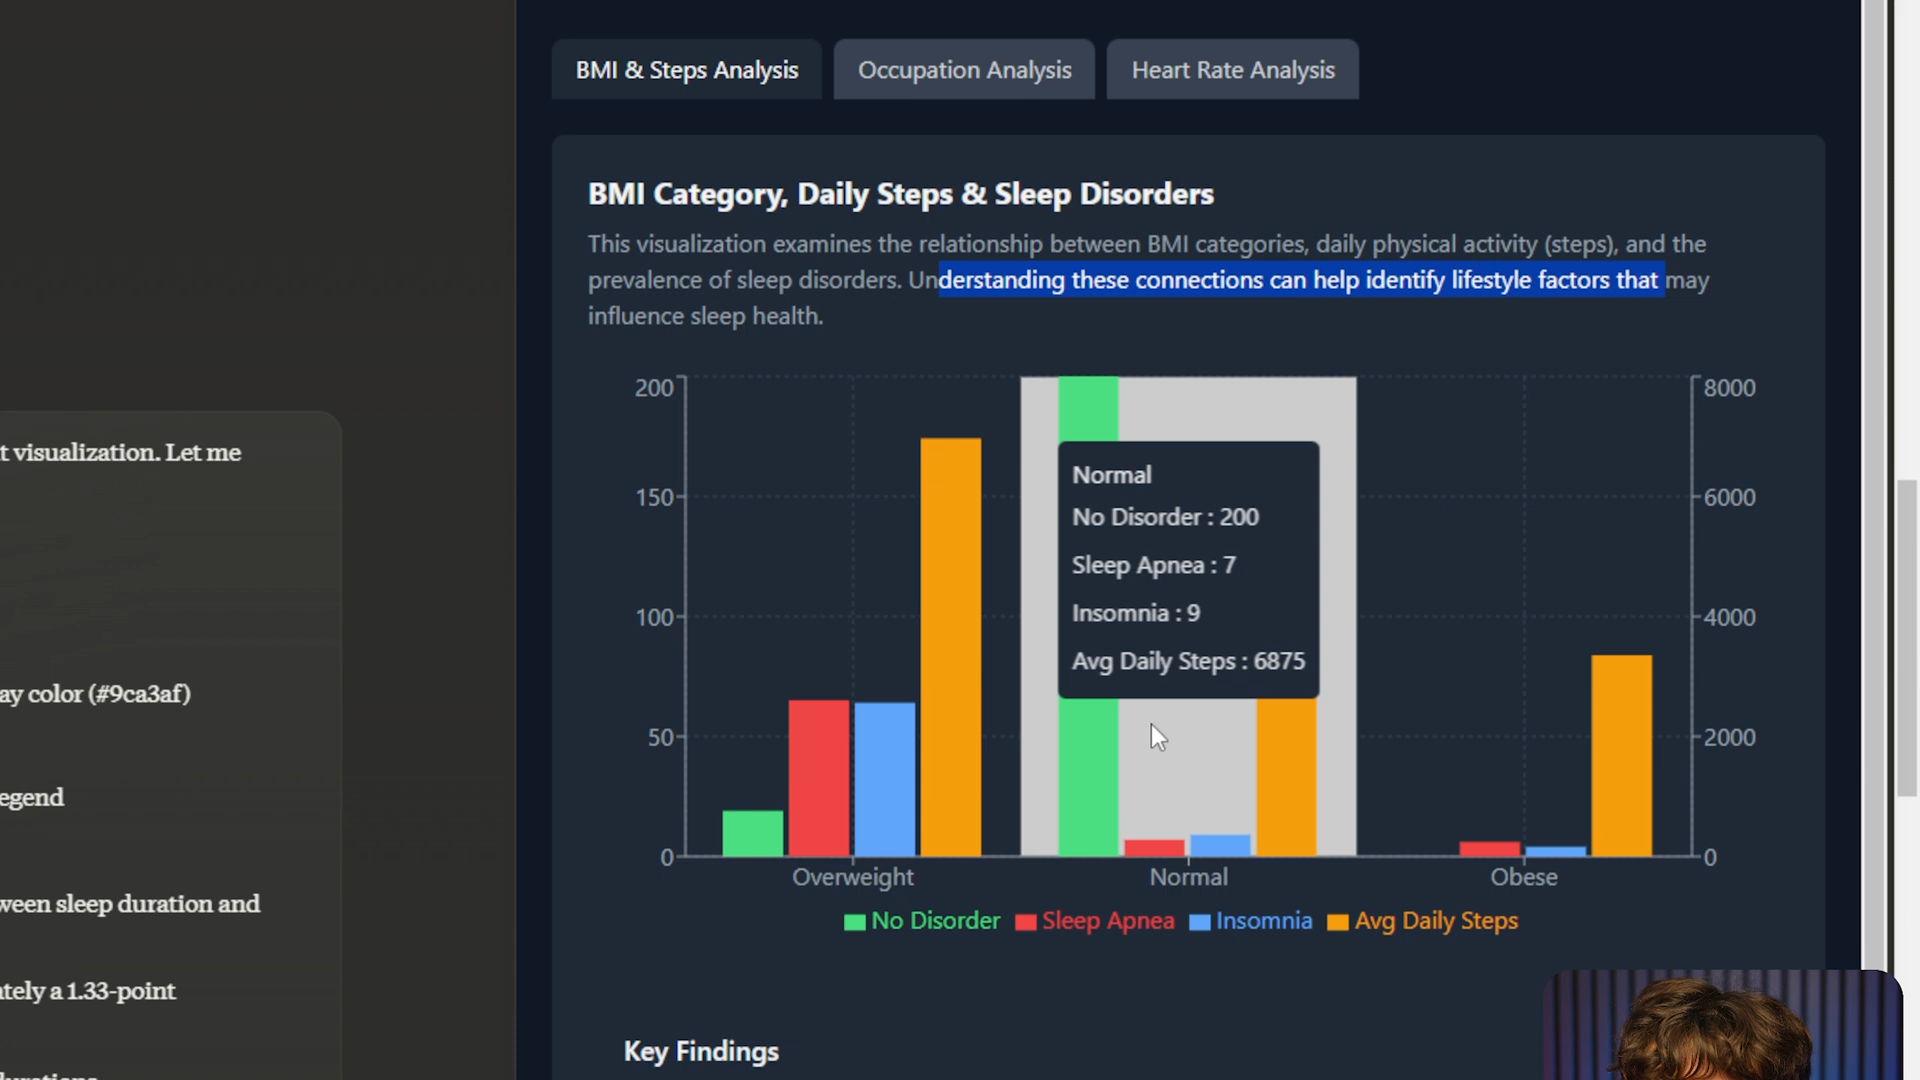 BMI & Steps Analysis
Occupation Analysis
Heart Rate Analysis
BMI Category, Daily Steps & Sleep Disorders
This visualization examines the relationship between BMI categories, daily physical activity (steps), and the
prevalence of sleep disorders. Understanding these connections can help identify lifestyle factors that may
influence sleep health.
200
150
100
50
0
8000
6000
4000
2000
0
Normal
No Disorder : 200
Sleep Apnea : 7
Insomnia : 9
Avg Daily Steps : 6875
Overweight
Normal
Obese
No Disorder
Sleep Apnea
Insomnia
Avg Daily Steps
Key Findings
t visualization. Let me
ay color (#9ca3af)
egend
ween sleep duration and
ately a 1.33-point